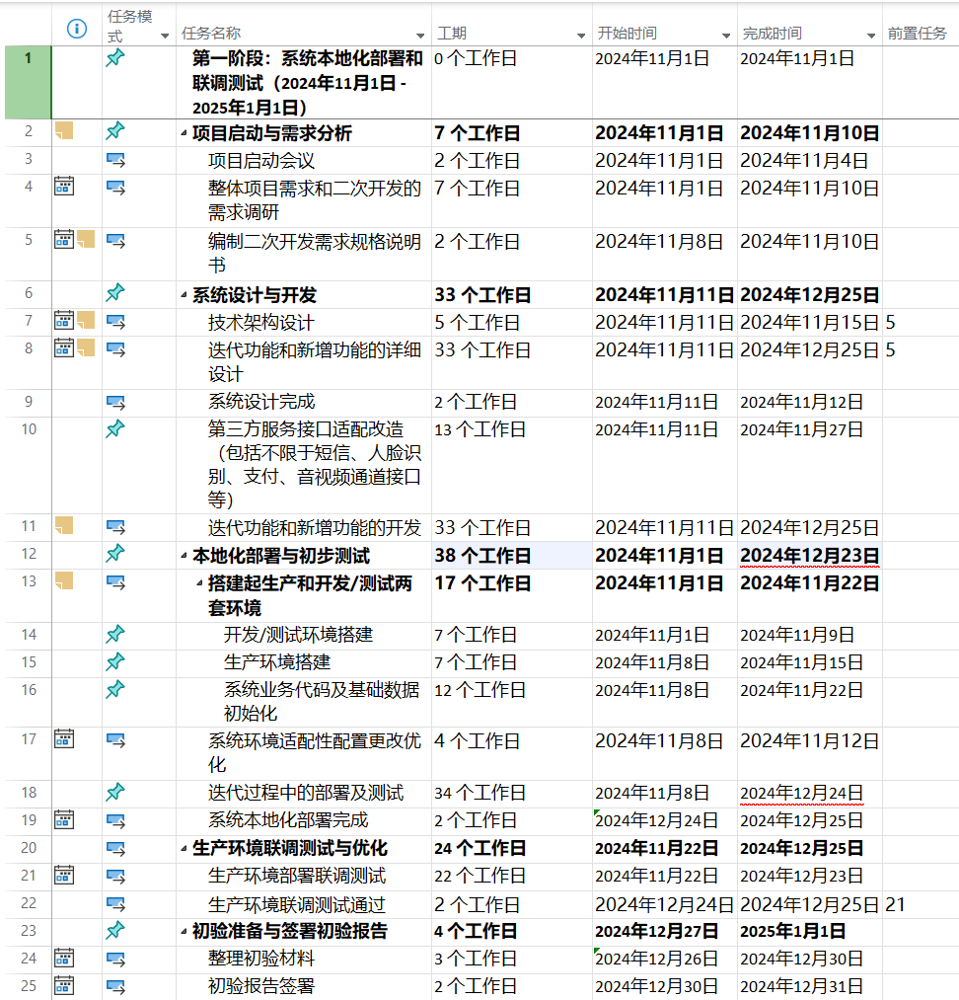 任务模式 任务名称 工期 开始时间 完成时间 前置任务
1 第一阶段：系统本地化部署和 0 个工作日 2024年11月1日 2024年11月1日
联调测试（2024年11月1日 -
2025年1月1日）
2 项目启动与需求分析 7 个工作日 2024年11月1日 2024年11月10日
3 项目启动会议 2 个工作日 2024年11月1日 2024年11月4日
4 整体项目需求和二次开发的 7 个工作日 2024年11月1日 2024年11月10日
需求调研
5 编制二次开发需求规格说明 2 个工作日 2024年11月8日 2024年11月10日
书
6 系统设计与开发 33 个工作日 2024年11月11日 2024年12月25日
7 技术架构设计 5 个工作日 2024年11月11日 2024年11月15日 5
8 迭代功能和新增功能的详细 33 个工作日 2024年11月11日 2024年12月25日 5
设计
9 系统设计完成 2 个工作日 2024年11月11日 2024年11月12日
10 第三方服务接口适配改造 13 个工作日 2024年11月11日 2024年11月27日
（包括不限于短信、人脸识
别、支付、音视频通道接口
等）
11 迭代功能和新增功能的开发 33 个工作日 2024年11月11日 2024年12月25日
12 本地化部署与初步测试 38 个工作日 2024年11月1日 2024年12月23日
13 搭建起生产和开发/测试两 17 个工作日 2024年11月1日 2024年11月22日
套环境
14 开发/测试环境搭建 7 个工作日 2024年11月1日 2024年11月9日
15 生产环境搭建 7 个工作日 2024年11月8日 2024年11月15日
16 系统业务代码及基础数据 12 个工作日 2024年11月8日 2024年11月22日
初始化
17 系统环境适配性配置更改优 4 个工作日 2024年11月8日 2024年11月12日
化
18 迭代过程中的部署及测试 34 个工作日 2024年11月8日 2024年12月24日
19 系统本地化部署完成 2 个工作日 2024年12月24日 2024年12月25日
20 生产环境联调测试与优化 24 个工作日 2024年11月22日 2024年12月25日
21 生产环境部署联调测试 22 个工作日 2024年11月22日 2024年12月23日
22 生产环境联调测试通过 2 个工作日 2024年12月24日 2024年12月25日 21
23 初验准备与签署初验报告 4 个工作日 2024年12月27日 2025年1月1日
24 整理初验材料 3 个工作日 2024年12月26日 2024年12月30日
25 初验报告签署 2 个工作日 2024年12月30日 2024年12月31日